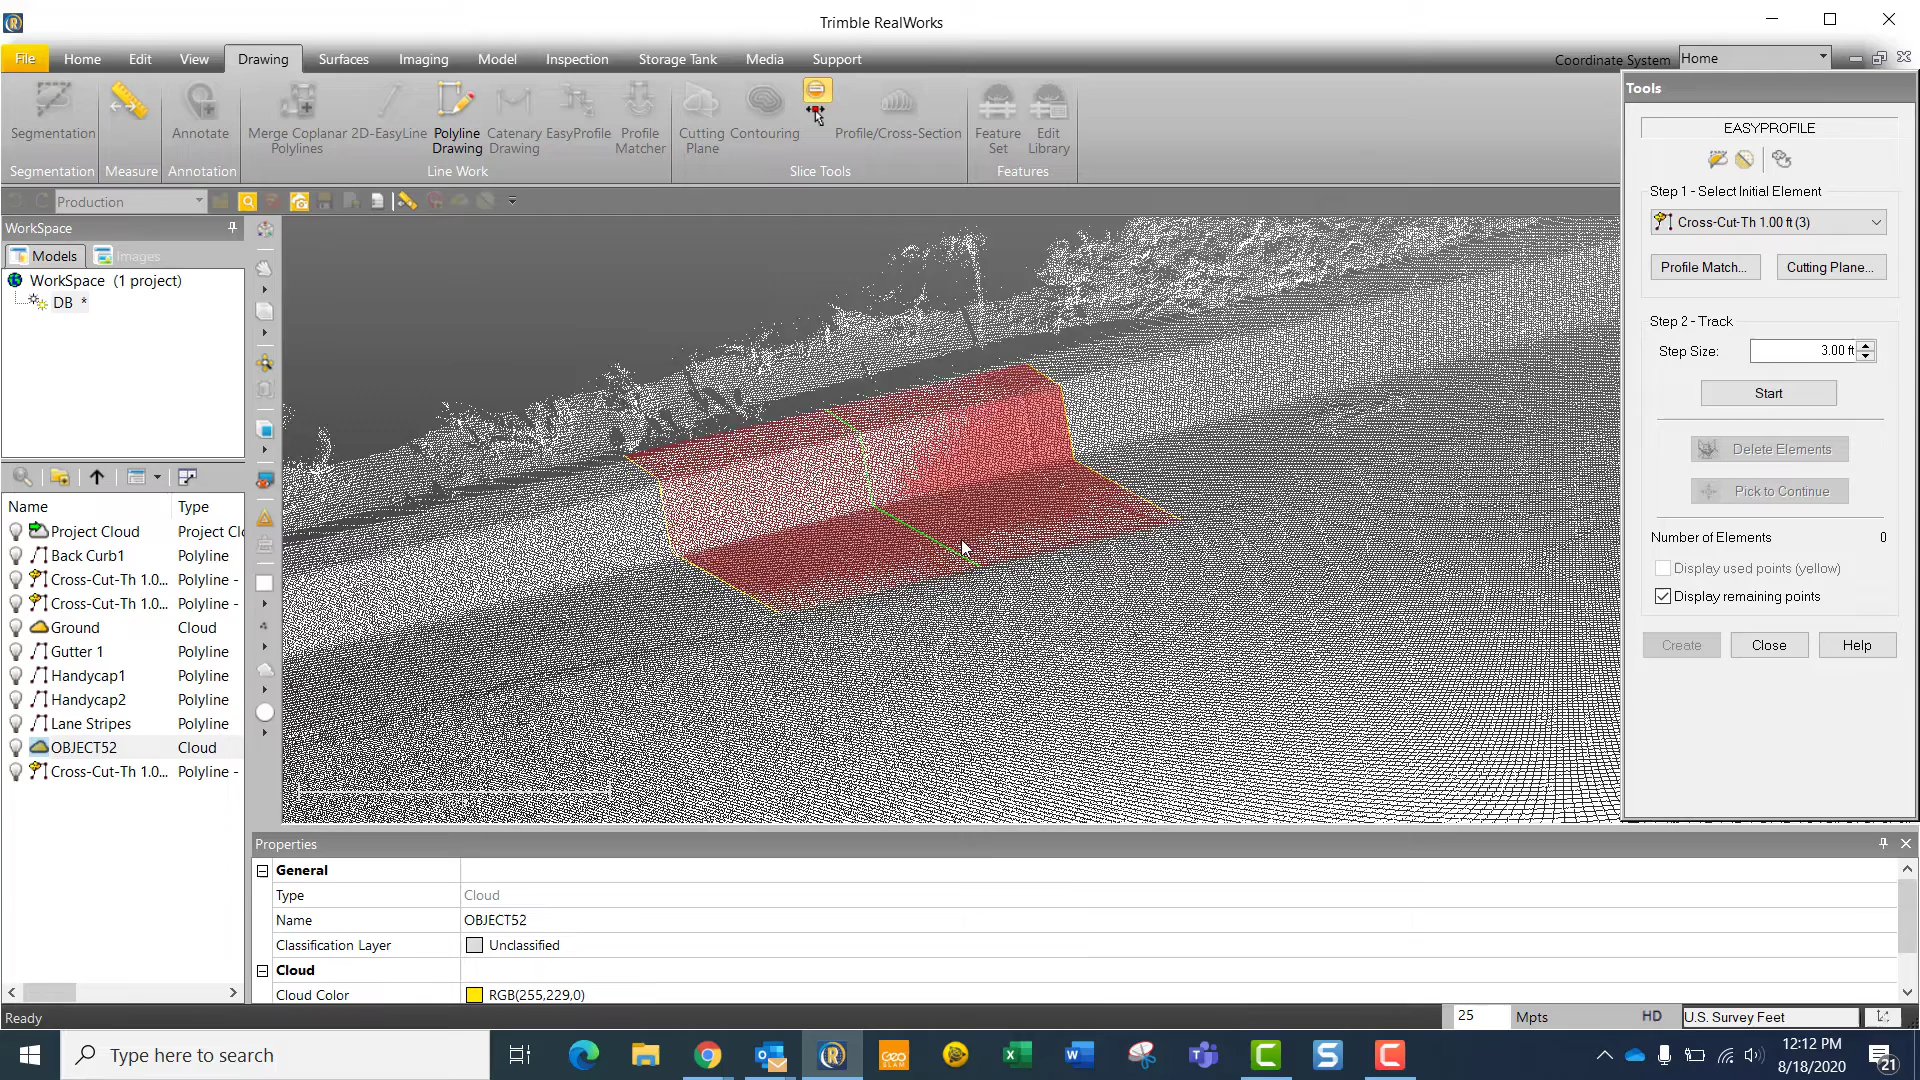 Trimble RealWorks
File Home Edit View Drawing Surfaces Imaging Model Inspection Storage Tank Media Support
Coordinate System Home
Segmentation
Annotate
Merge Coplanar Polylines
2D-EasyLine
Polyline Drawing
Catenary Drawing
EasyProfile
Profile Matcher
Cutting Plane
Contouring
Profile/Cross-Section
Feature Set
Edit Library
Segmentation Measure Annotation Line Work Slice Tools Features
Production
WorkSpace
Models Images
WorkSpace (1 project)
DB *
Name Type
Project Cloud Project Clo
Back Curb1 Polyline
Cross-Cut-Th 1.0... Polyline -
Cross-Cut-Th 1.0... Polyline -
Ground Cloud
Gutter 1 Polyline
Handycap1 Polyline
Handycap2 Polyline
Lane Stripes Polyline
OBJECT52 Cloud
Cross-Cut-Th 1.0... Polyline -
Tools
EASYPROFILE
Step 1 - Select Initial Element
Cross-Cut-Th 1.00 ft (3)
Profile Match... Cutting Plane...
Step 2 - Track
Step Size: 3.00 ft
Start
Delete Elements
Pick to Continue
Number of Elements 0
Display used points (yellow)
Display remaining points
Create Close Help
Properties
General
Type Cloud
Name OBJECT52
Classification Layer Unclassified
Cloud
Cloud Color RGB(255,229,0)
Ready
25 Mpts HD U.S. Survey Feet
Type here to search
GEO
SLAM
12:12 PM
8/18/2020
21